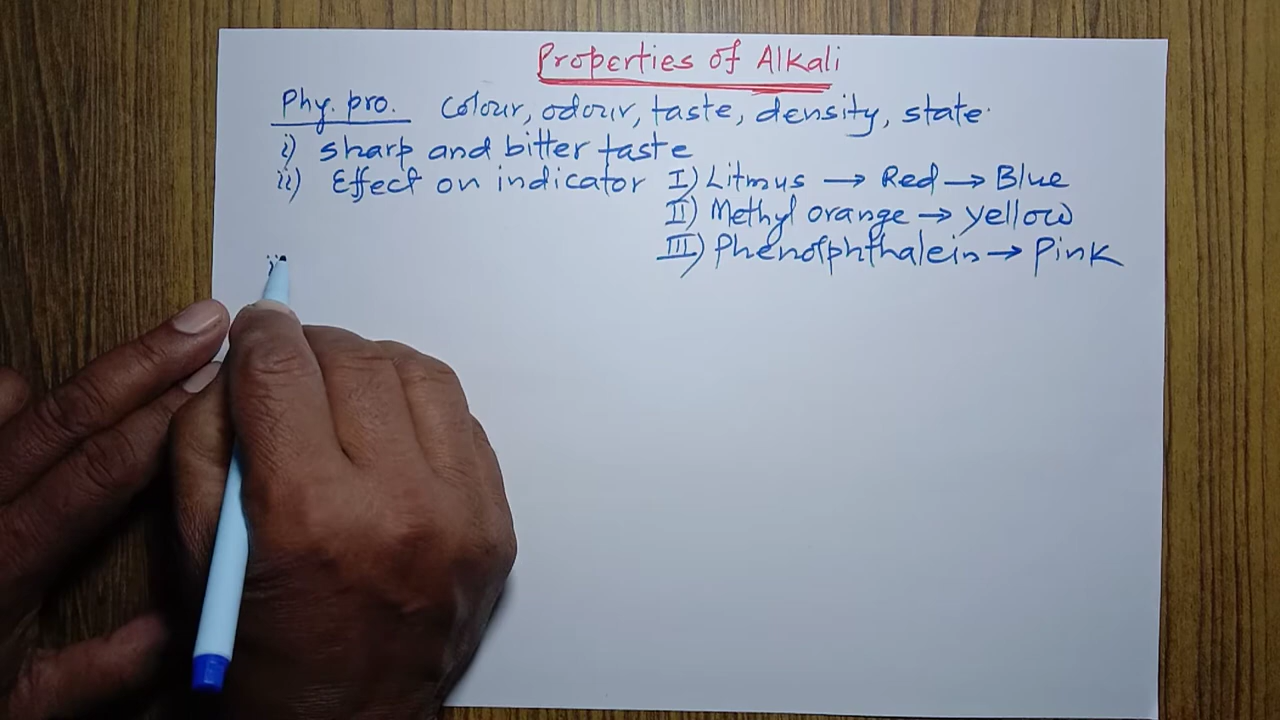 Properties of Alkali
Phy. pro. Colour, odour, taste, density, state.
i) sharp and bitter taste
ii) Effect on indicator I) Litmus → Red → Blue
II) Methyl orange → yellow
III) Phenolphthalein → Pink